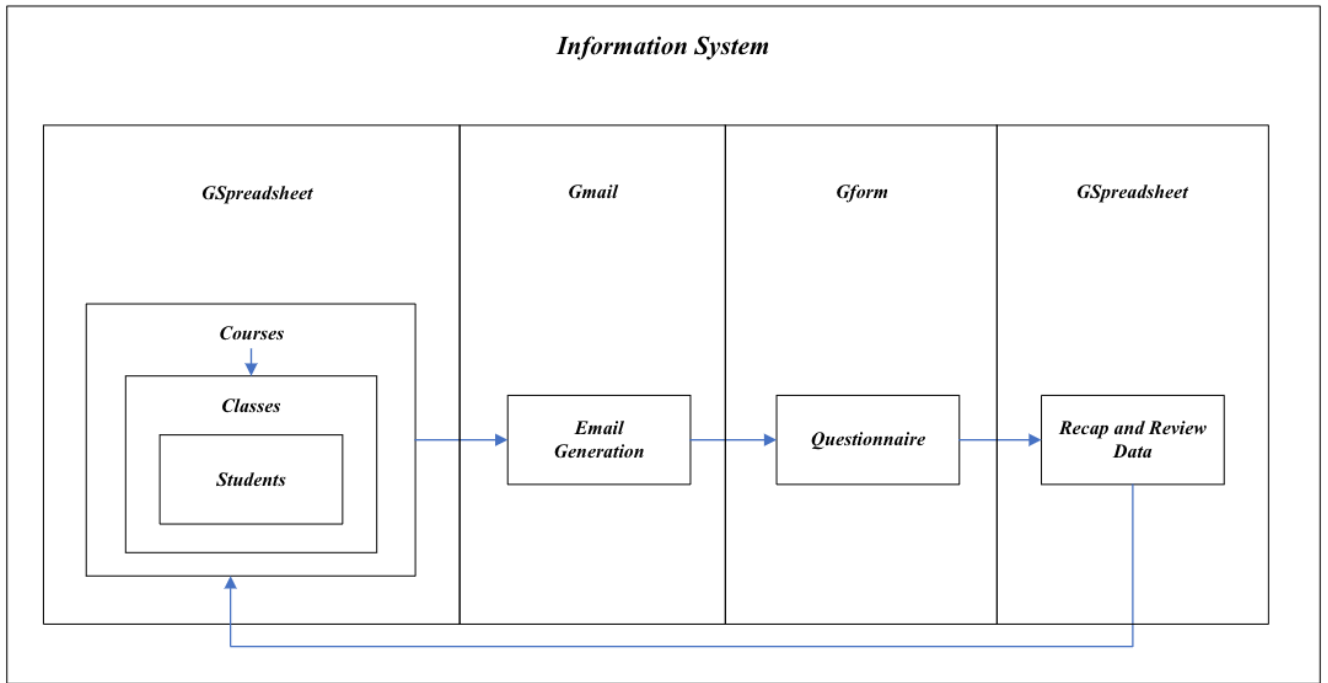 Information System
GSpreadsheet
Gmail
Gform
GSpreadsheet
Courses
Classes
Students
Email
Generation
Questionnaire
Recap and Review
Data